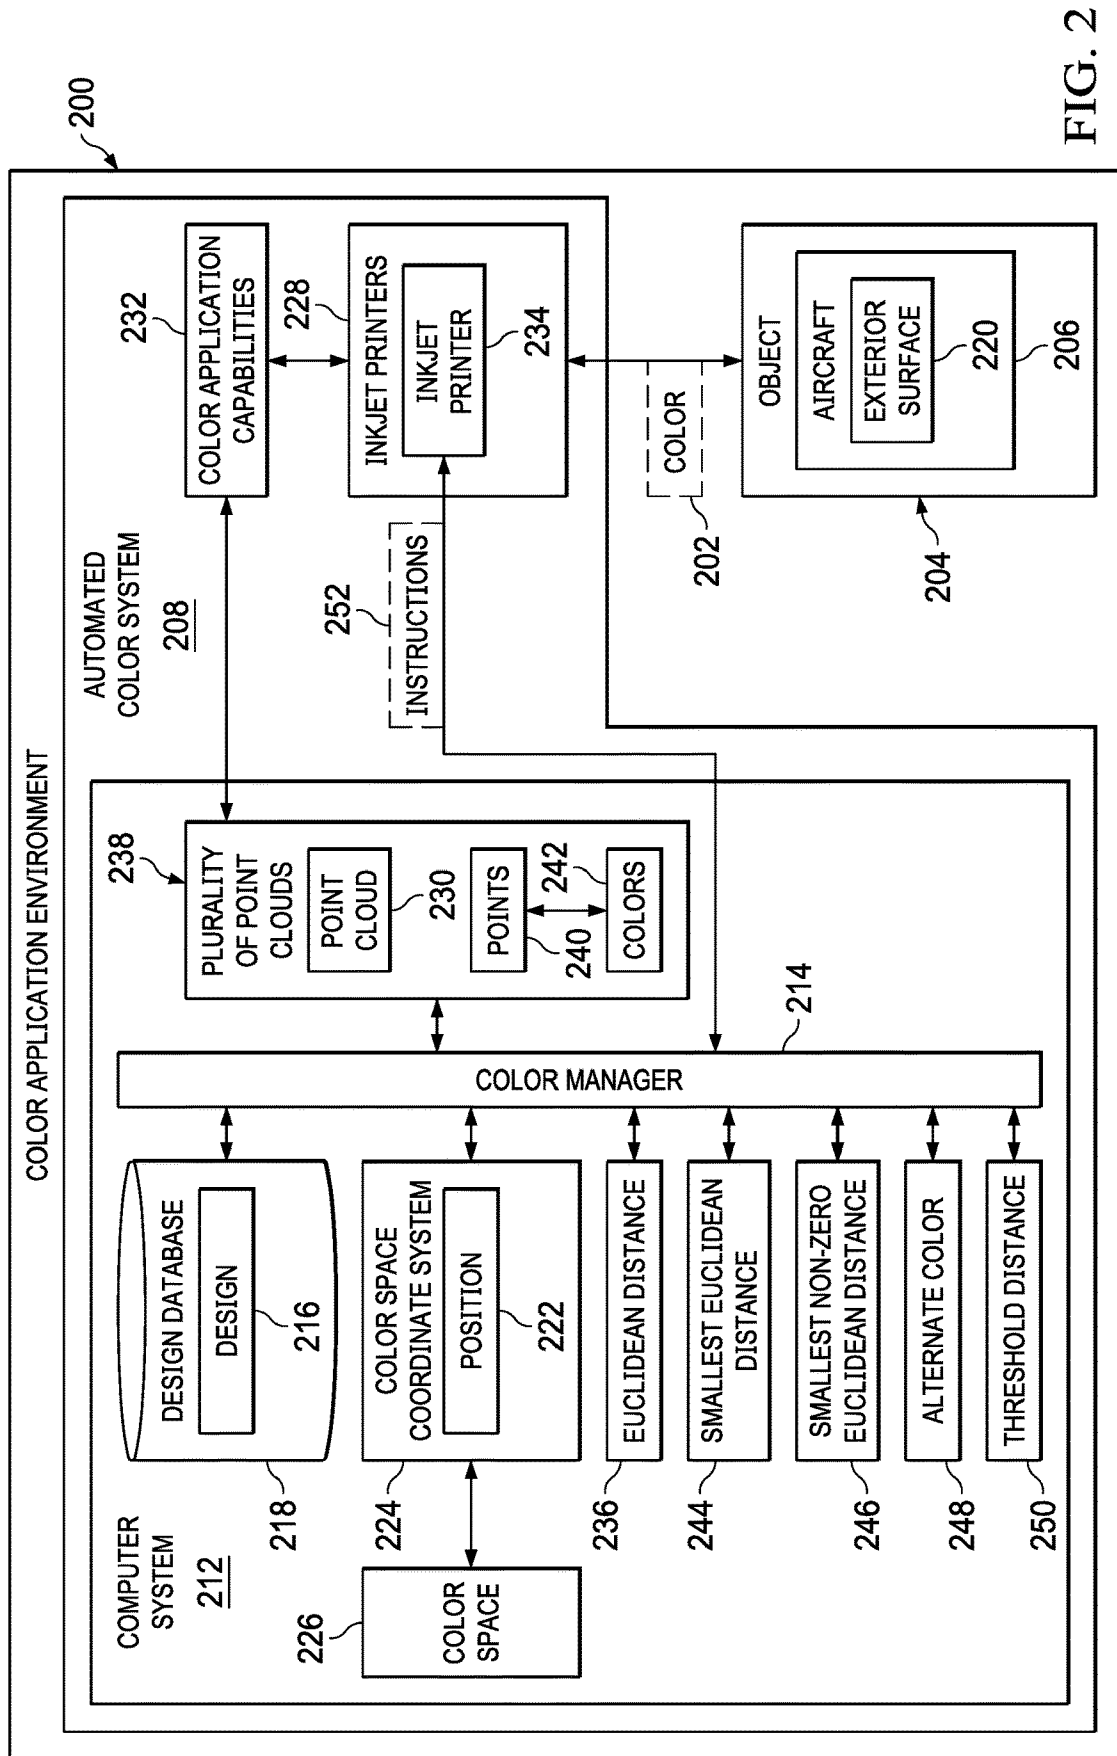 COLOR APPLICATION ENVIRONMENT
200
COMPUTER
SYSTEM
212
DESIGN DATABASE
DESIGN
216
218
COLOR SPACE
COORDINATE SYSTEM
POSITION
222
224
226
COLOR
SPACE
236
EUCLIDEAN DISTANCE
244
SMALLEST EUCLIDEAN
DISTANCE
246
SMALLEST NON-ZERO
EUCLIDEAN DISTANCE
248
ALTERNATE COLOR
250
THRESHOLD DISTANCE
COLOR MANAGER
214
238
PLURALITY
OF POINT
CLOUDS
POINT
CLOUD
230
POINTS
240
242
COLORS
AUTOMATED
COLOR SYSTEM
208
252
INSTRUCTIONS
232
COLOR APPLICATION
CAPABILITIES
228
INKJET PRINTERS
INKJET
PRINTER
234
COLOR
202
OBJECT
AIRCRAFT
EXTERIOR
SURFACE
220
206
204
FIG. 2